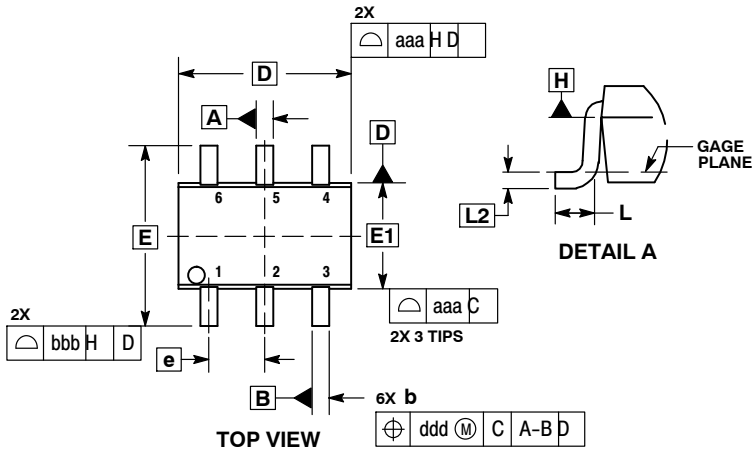 2X
aaa H D
D
A
D
6 5 4
E
E1
1 2 3
aaa C
2X 3 TIPS
2X
bbb H D
e
B
6X b
ddd Ⓜ C A-B D
TOP VIEW
H
GAGE
PLANE
L2
L
DETAIL A